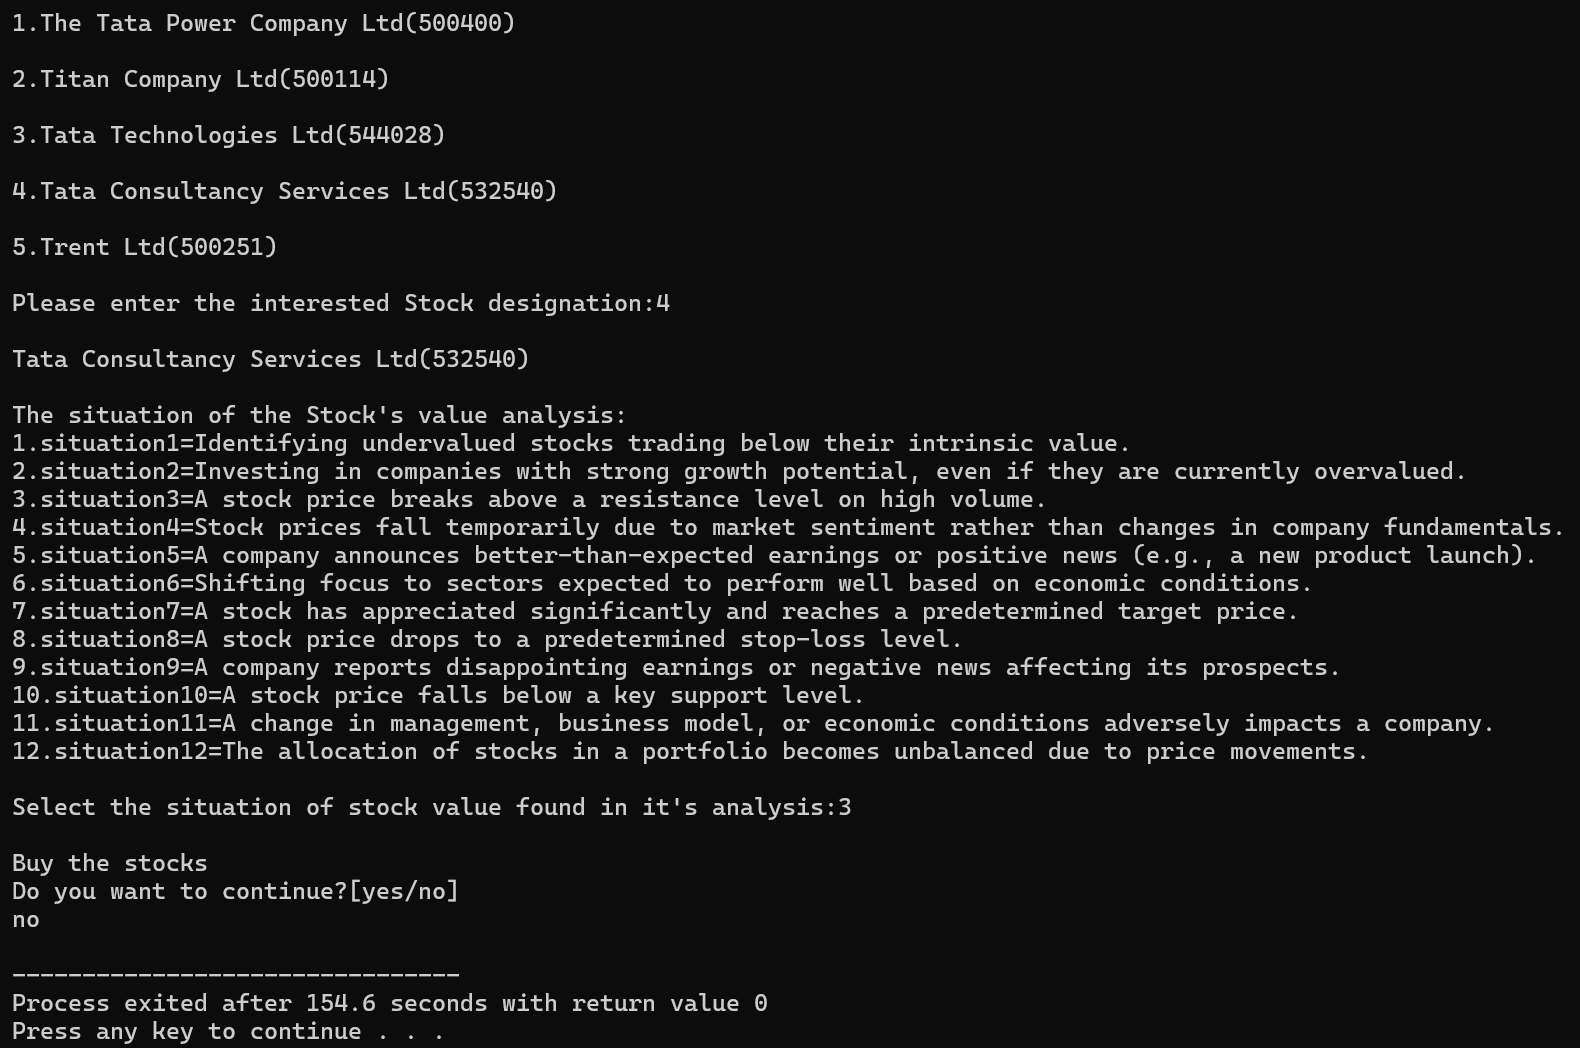 1.The Tata Power Company Ltd(500400)
2.Titan Company Ltd(500114)
3.Tata Technologies Ltd(544028)
4.Tata Consultancy Services Ltd(532540)
5.Trent Ltd(500251)
Please enter the interested Stock designation:4
Tata Consultancy Services Ltd(532540)
The situation of the Stock's value analysis:
1.situation1=Identifying undervalued stocks trading below their intrinsic value.
2.situation2=Investing in companies with strong growth potential, even if they are currently overvalued.
3.situation3=A stock price breaks above a resistance level on high volume.
4.situation4=Stock prices fall temporarily due to market sentiment rather than changes in company fundamentals.
5.situation5=A company announces better-than-expected earnings or positive news (e.g., a new product launch).
6.situation6=Shifting focus to sectors expected to perform well based on economic conditions.
7.situation7=A stock has appreciated significantly and reaches a predetermined target price.
8.situation8=A stock price drops to a predetermined stop-loss level.
9.situation9=A company reports disappointing earnings or negative news affecting its prospects.
10.situation10=A stock price falls below a key support level.
11.situation11=A change in management, business model, or economic conditions adversely impacts a company.
12.situation12=The allocation of stocks in a portfolio becomes unbalanced due to price movements.
Select the situation of stock value found in it's analysis:3
Buy the stocks
Do you want to continue?[yes/no]
no
--------------------------------
Process exited after 154.6 seconds with return value 0
Press any key to continue . . .